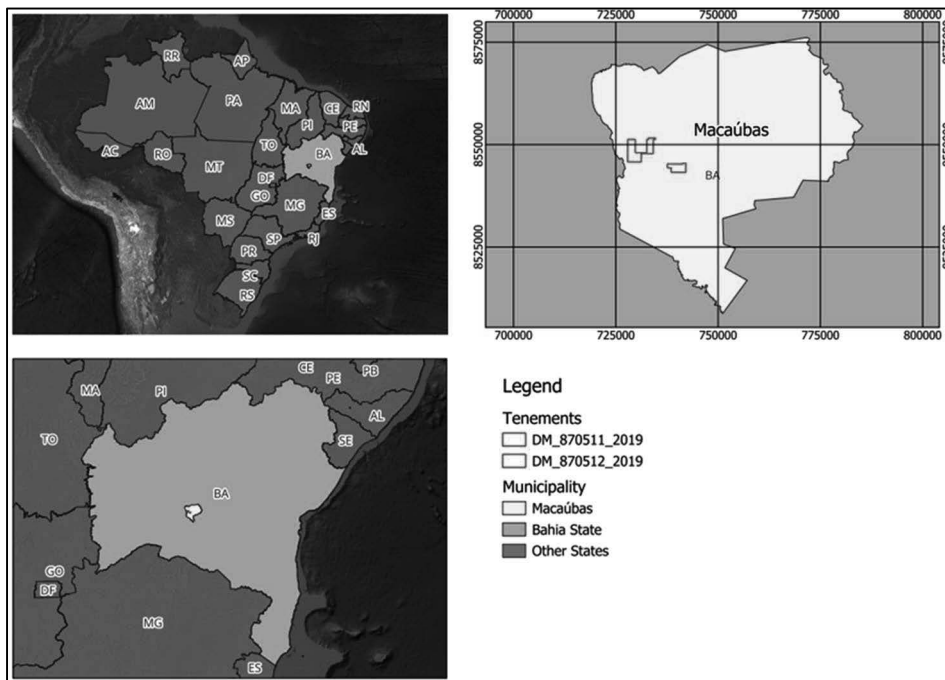 RR
AP
AM
PA
MA
CE
RN
PI
PE
AC
RO
TO
BA
AL
MT
DF
GO
MG
MS
ES
SP
RJ
PR
SC
RS
700000 725000 750000 775000 800000
8575000
8550000
8525000
Macaúbas
BA
700000 725000 750000 775000 800000
MA
PI
CE
PE
PB
AL
TO
SE
BA
GO
DF
MG
ES
Legend
Tenements
DM_870511_2019
DM_870512_2019
Municipality
Macaúbas
Bahia State
Other States